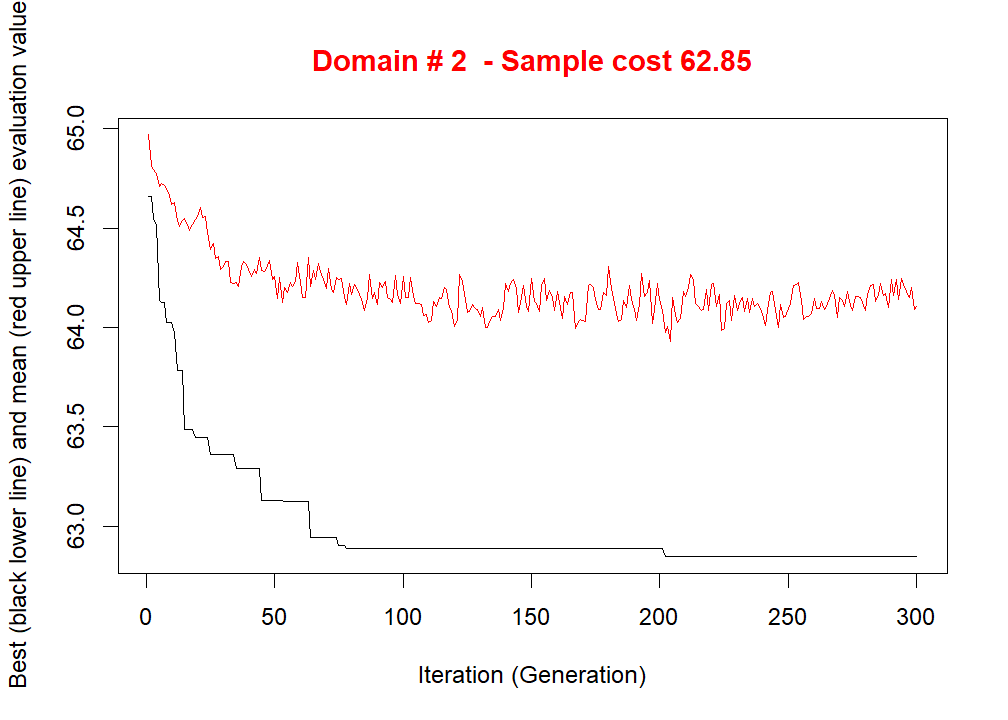 Domain # 2  - Sample cost 62.85
Best (black lower line) and mean (red upper line) evaluation value
65.0
64.5
64.0
63.5
63.0
0 50 100 150 200 250 300
Iteration (Generation)